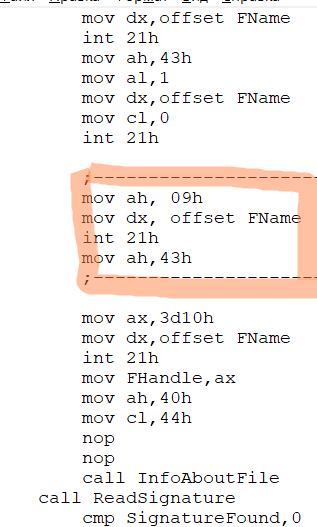 mov dx,offset FName
int 21h
mov ah,43h
mov al,1
mov dx,offset FName
mov cl,0
int 21h
;-----------------------
mov ah, 09h
mov dx, offset FName
int 21h
mov ah,43h
;-----------------------
mov ax,3d10h
mov dx,offset FName
int 21h
mov FHandle,ax
mov ah,40h
mov cl,44h
nop
nop
call InfoAboutFile
call ReadSignature
cmp SignatureFound,0